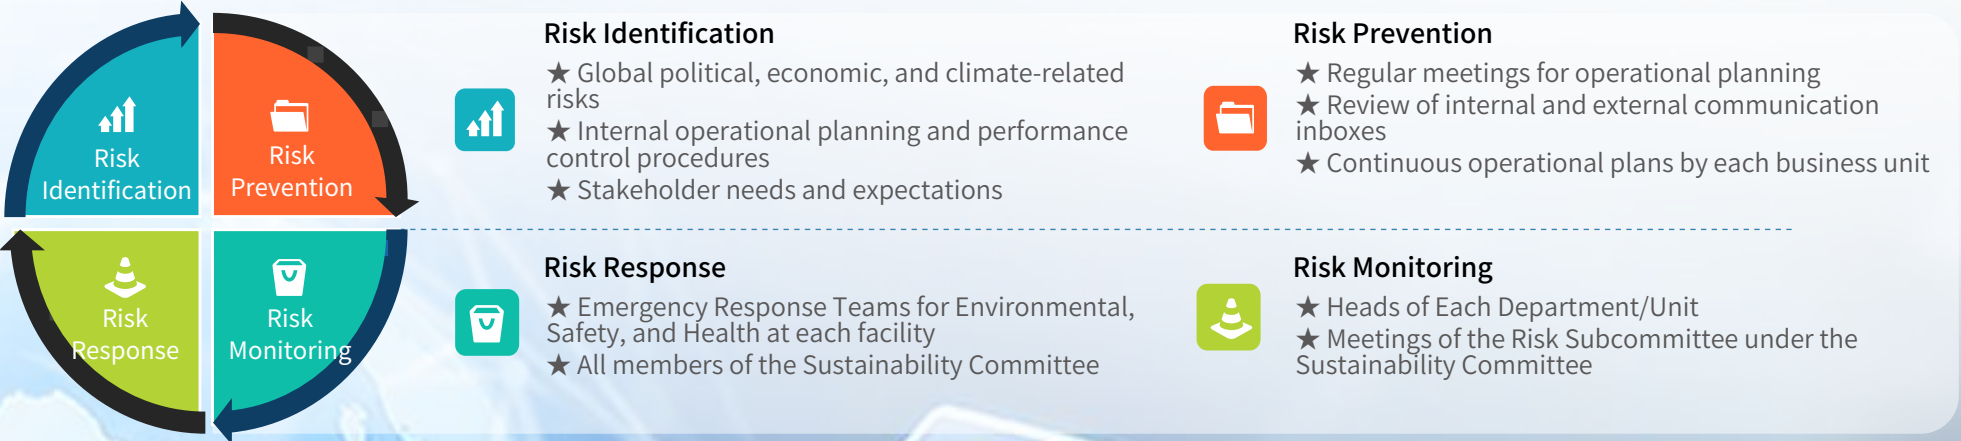 Risk
Identification
Risk
Prevention
Risk
Response
Risk
Monitoring
Risk Identification
★ Global political, economic, and climate-related
risks
★ Internal operational planning and performance
control procedures
★ Stakeholder needs and expectations
Risk Prevention
★ Regular meetings for operational planning
★ Review of internal and external communication
inboxes
★ Continuous operational plans by each business unit
Risk Response
★ Emergency Response Teams for Environmental,
Safety, and Health at each facility
★ All members of the Sustainability Committee
Risk Monitoring
★ Heads of Each Department/Unit
★ Meetings of the Risk Subcommittee under the
Sustainability Committee